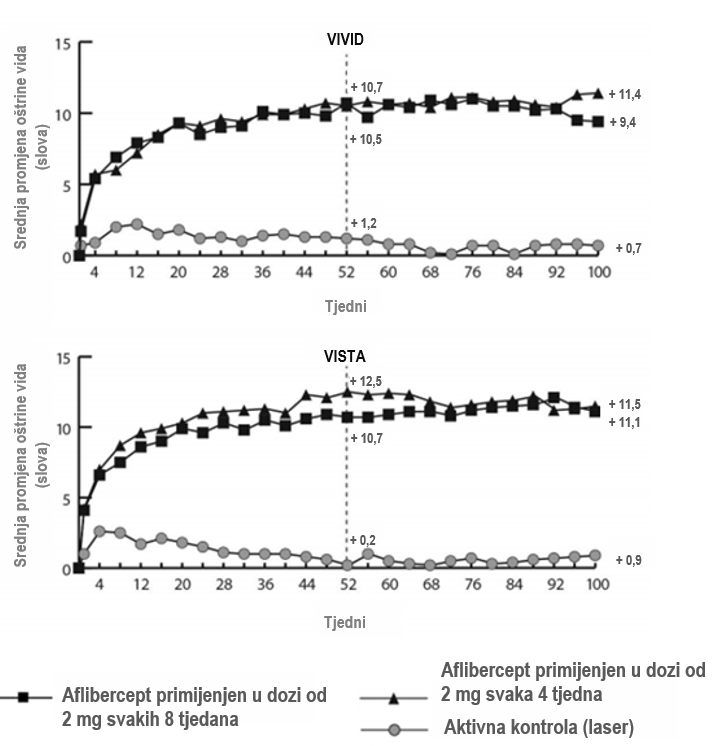 VIVID
Srednja promjena oštrine vida
(slova)
15
10
5
0
+ 10,7
+ 10,5
+ 1,2
+ 11,4
+ 9,4
+ 0,7
4 12 20 28 36 44 52 60 68 76 84 92 100
Tjedni
VISTA
Srednja promjena oštrine vida
(slova)
15
10
5
0
+ 12,5
+ 10,7
+ 0,2
+ 11,5
+ 11,1
+ 0,9
4 12 20 28 36 44 52 60 68 76 84 92 100
Tjedni
Aflibercept primijenjen u dozi od
2 mg svakih 8 tjedana
Aflibercept primijenjen u dozi od
2 mg svaka 4 tjedna
Aktivna kontrola (laser)